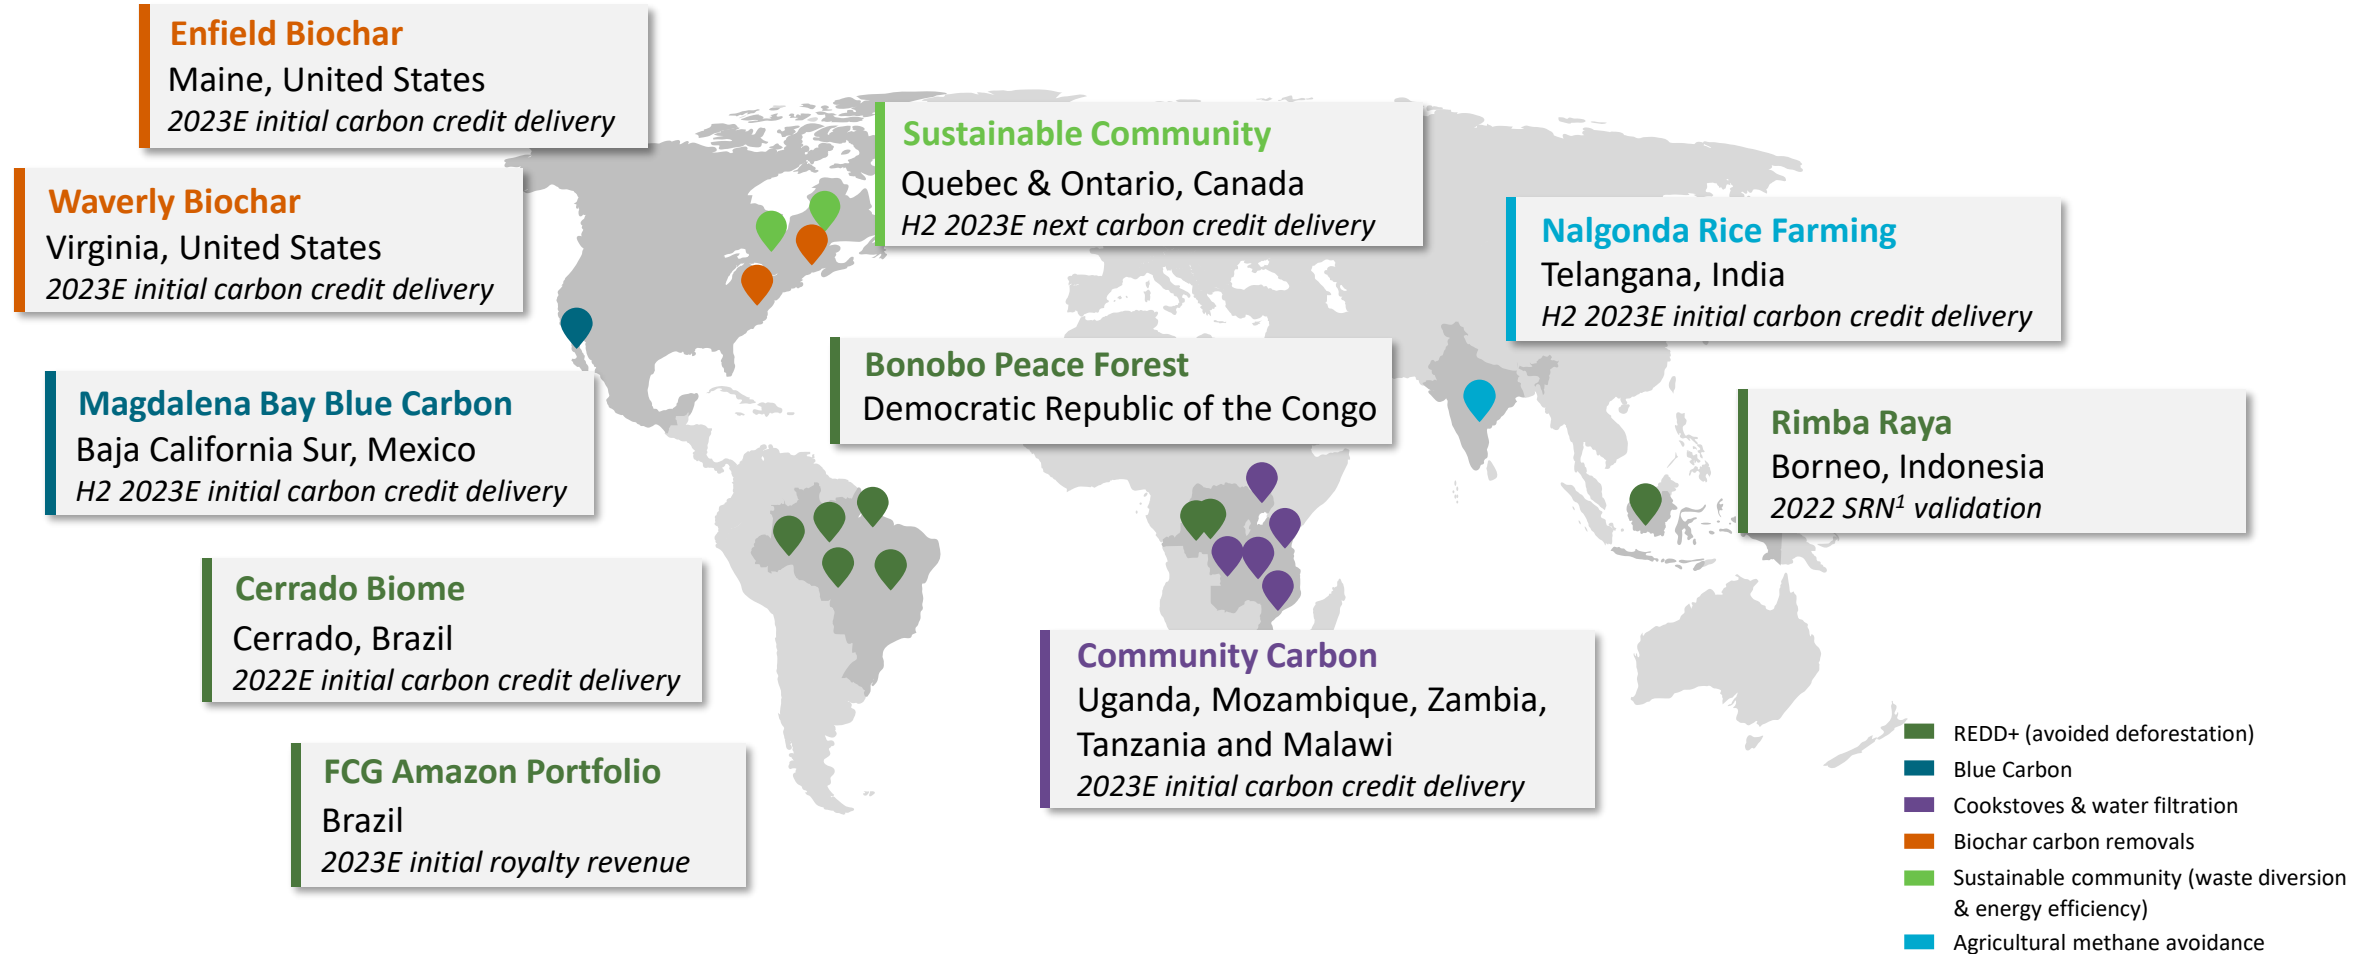 Enfield Biochar
Maine, United States
2023E initial carbon credit delivery
Sustainable Community
Quebec & Ontario, Canada
H2 2023E next carbon credit delivery
Waverly Biochar
Virginia, United States
2023E initial carbon credit delivery
Nalgonda Rice Farming
Telangana, India
H2 2023E initial carbon credit delivery
Bonobo Peace Forest
Democratic Republic of the Congo
Magdalena Bay Blue Carbon
Baja California Sur, Mexico
H2 2023E initial carbon credit delivery
Rimba Raya
Borneo, Indonesia
2022 SRN¹ validation
Cerrado Biome
Cerrado, Brazil
2022E initial carbon credit delivery
Community Carbon
Uganda, Mozambique, Zambia,
Tanzania and Malawi
2023E initial carbon credit delivery
FCG Amazon Portfolio
Brazil
2023E initial royalty revenue
REDD+ (avoided deforestation)
Blue Carbon
Cookstoves & water filtration
Biochar carbon removals
Sustainable community (waste diversion
& energy efficiency)
Agricultural methane avoidance